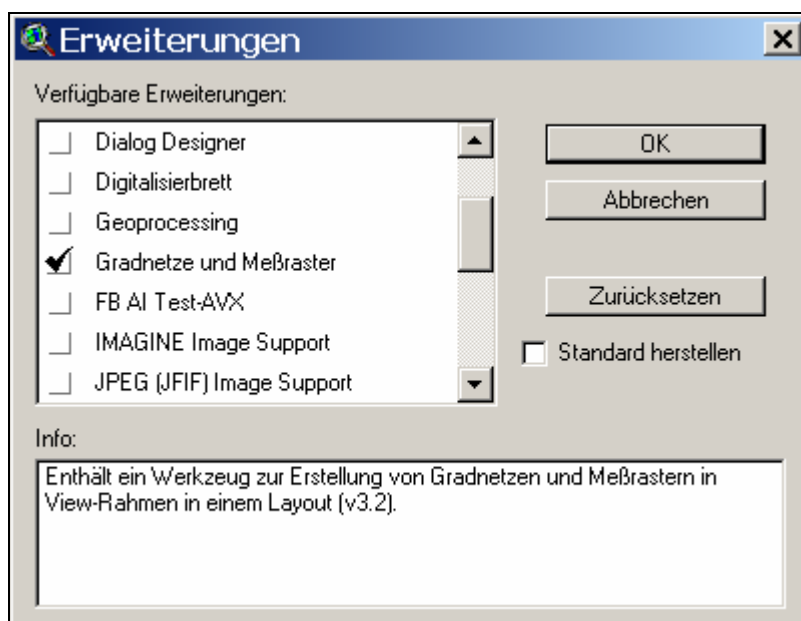 Erweiterungen
Verfügbare Erweiterungen:
Dialog Designer
Digitalisierbrett
Geoprocessing
Gradnetze und Meßraster
FB AI Test-AVX
IMAGINE Image Support
JPEG (JFIF) Image Support
OK
Abbrechen
Zurücksetzen
Standard herstellen
Info:
Enthält ein Werkzeug zur Erstellung von Gradnetzen und Meßrastern in
View-Rahmen in einem Layout (v3.2).